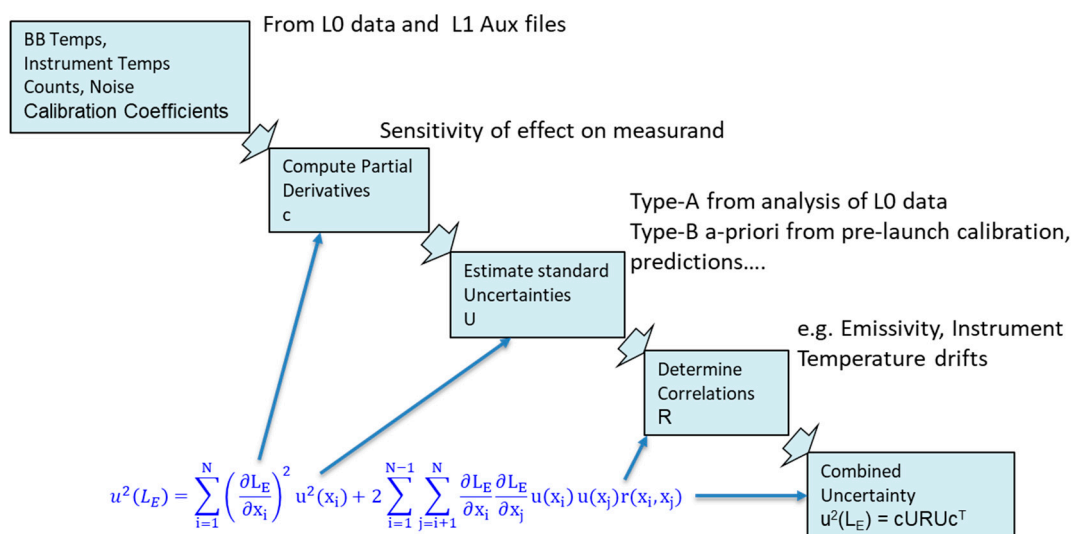 From L0 data and L1 Aux files
BB Temps,
Instrument Temps
Counts, Noise
Calibration Coefficients
Sensitivity of effect on measurand
Compute Partial
Derivatives
c
Type-A from analysis of L0 data
Type-B a-priori from pre-launch calibration,
predictions....
Estimate standard
Uncertainties
U
e.g. Emissivity, Instrument
Temperature drifts
Determine
Correlations
R
Combined
Uncertainty
u²(L_E) = cURUc^T
u²(L_E) = ∑_{i=1}^{N} (∂L_E/∂x_i)² u²(x_i) + 2 ∑_{i=1}^{N-1} ∑_{j=i+1}^{N} ∂L_E/∂x_i ∂L_E/∂x_j u(x_i) u(x_j) r(x_i, x_j)